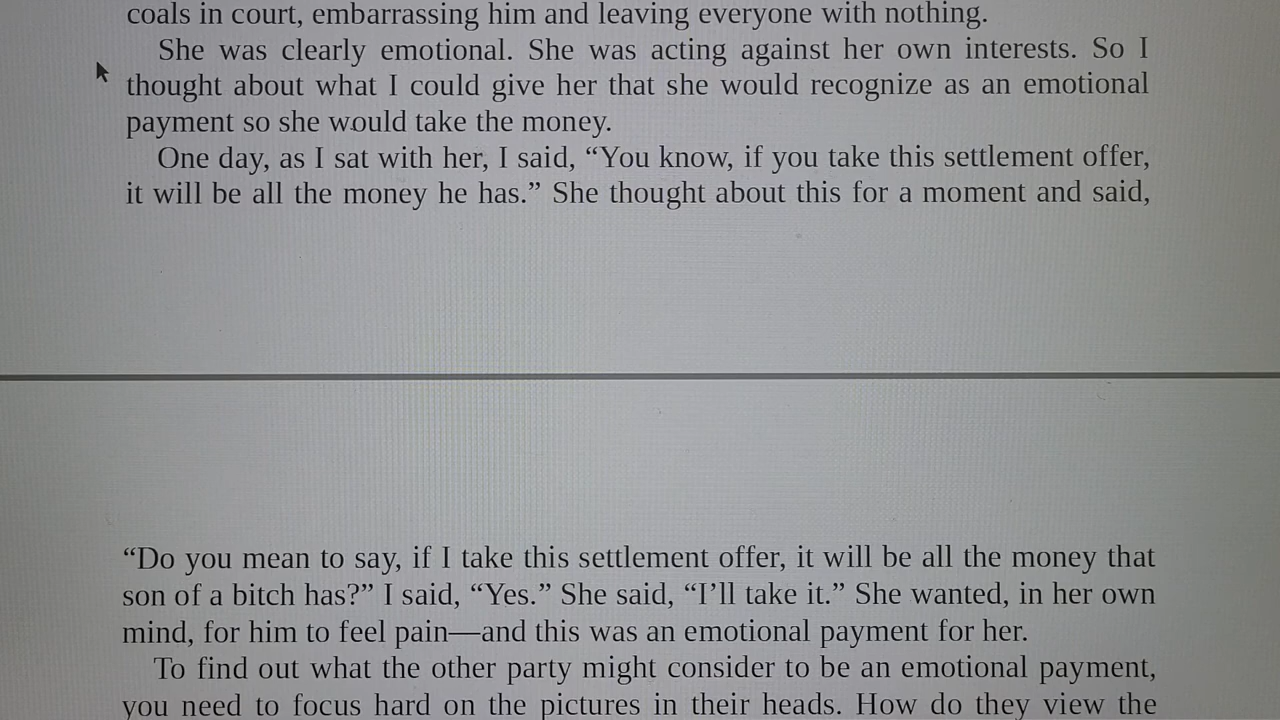 coals in court, embarrassing him and leaving everyone with nothing.
She was clearly emotional. She was acting against her own interests. So I
thought about what I could give her that she would recognize as an emotional
payment so she would take the money.
One day, as I sat with her, I said, “You know, if you take this settlement offer,
it will be all the money he has.” She thought about this for a moment and said,
“Do you mean to say, if I take this settlement offer, it will be all the money that
son of a bitch has?” I said, “Yes.” She said, “I’ll take it.” She wanted, in her own
mind, for him to feel pain—and this was an emotional payment for her.
To find out what the other party might consider to be an emotional payment,
you need to focus hard on the pictures in their heads. How do they view the